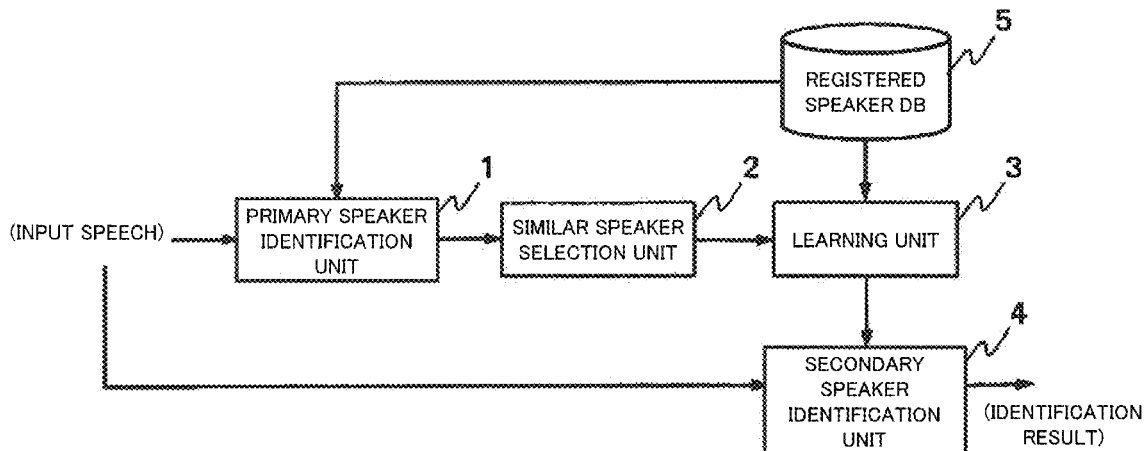 5
REGISTERED
SPEAKER DB
1
2
3
(INPUT SPEECH)
PRIMARY SPEAKER
IDENTIFICATION
UNIT
SIMILAR SPEAKER
SELECTION UNIT
LEARNING UNIT
4
SECONDARY
SPEAKER
IDENTIFICATION
UNIT
(IDENTIFICATION
RESULT)